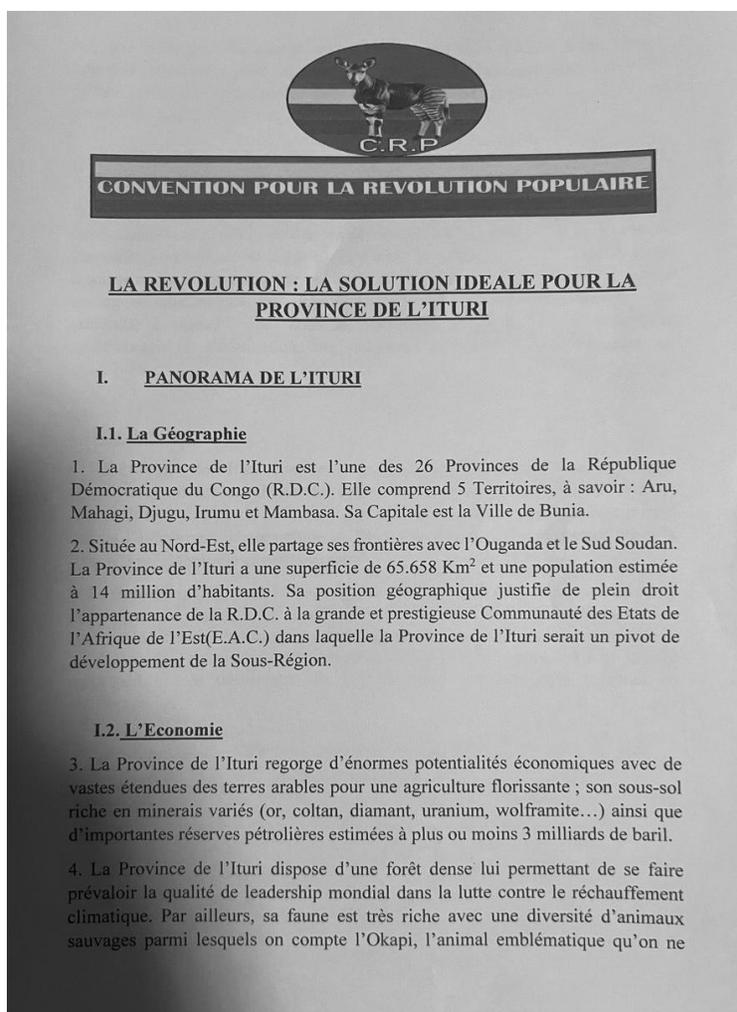 C.R.P
CONVENTION POUR LA REVOLUTION POPULAIRE
LA REVOLUTION : LA SOLUTION IDEALE POUR LA
PROVINCE DE L’ITURI
I. PANORAMA DE L’ITURI
I.1. La Géographie
1. La Province de l’Ituri est l’une des 26 Provinces de la République
Démocratique du Congo (R.D.C.). Elle comprend 5 Territoires, à savoir : Aru,
Mahagi, Djugu, Irumu et Mambasa. Sa Capitale est la Ville de Bunia.
2. Située au Nord-Est, elle partage ses frontières avec l’Ouganda et le Sud Soudan.
La Province de l’Ituri a une superficie de 65.658 Km² et une population estimée
à 14 million d’habitants. Sa position géographique justifie de plein droit
l’appartenance de la R.D.C. à la grande et prestigieuse Communauté des Etats de
l’Afrique de l’Est(E.A.C.) dans laquelle la Province de l’Ituri serait un pivot de
développement de la Sous-Région.
I.2. L’Economie
3. La Province de l’Ituri regorge d’énormes potentialités économiques avec de
vastes étendues des terres arables pour une agriculture florissante ; son sous-sol
riche en minerais variés (or, coltan, diamant, uranium, wolframite…) ainsi que
d’importantes réserves pétrolières estimées à plus ou moins 3 milliards de baril.
4. La Province de l’Ituri dispose d’une forêt dense lui permettant de se faire
prévaloir la qualité de leadership mondial dans la lutte contre le réchauffement
climatique. Par ailleurs, sa faune est très riche avec une diversité d’animaux
sauvages parmi lesquels on compte l’Okapi, l’animal emblématique qu’on ne